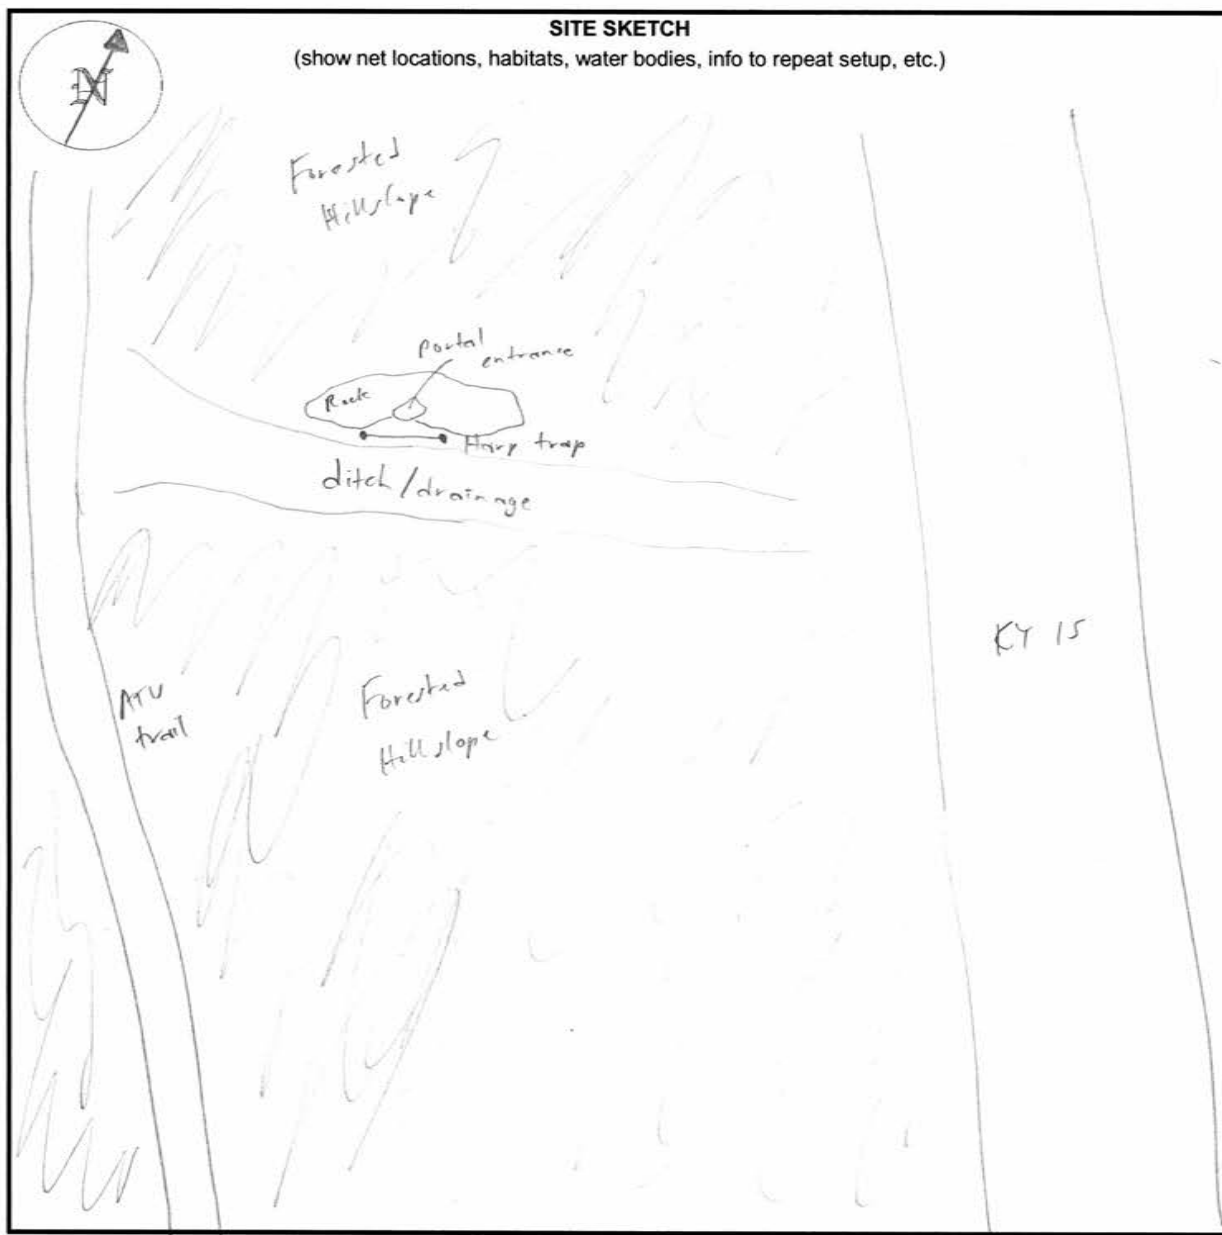 SITE SKETCH
(show net locations, habitats, water bodies, info to repeat setup, etc.)
N
Forested
Hillslope
Portal
entrance
Rock
Harp trap
ditch/drainage
KY 15
ATV
trail
Forested
Hillslope